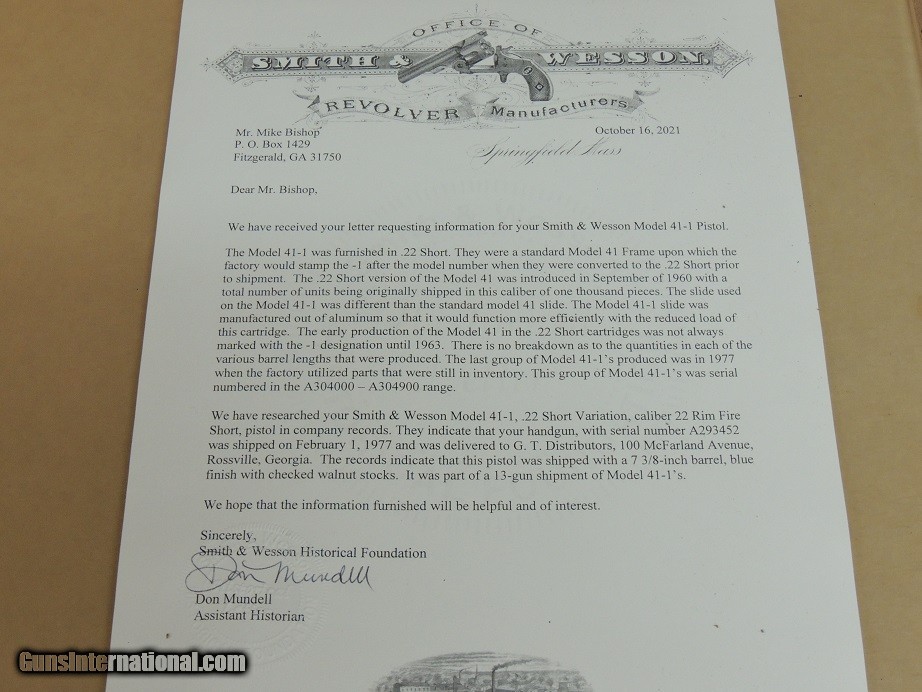 OFFICE OF
SMITH & WESSON.
REVOLVER Manufacturers
Mr. Mike Bishop
P. O. Box 1429
Fitzgerald, GA 31750
October 16, 2021
Springfield Mass
Dear Mr. Bishop,
We have received your letter requesting information for your Smith & Wesson Model 41-1 Pistol.
The Model 41-1 was furnished in .22 Short. They were a standard Model 41 Frame upon which the
factory would stamp the -1 after the model number when they were converted to the .22 Short prior
to shipment. The .22 Short version of the Model 41 was introduced in September of 1960 with a
total number of units being originally shipped in this caliber of one thousand pieces. The slide used
on the Model 41-1 was different than the standard model 41 slide. The Model 41-1 slide was
manufactured out of aluminum so that it would function more efficiently with the reduced load of
this cartridge. The early production of the Model 41 in the .22 Short cartridges was not always
marked with the -1 designation until 1963. There is no breakdown as to the quantities in each of the
various barrel lengths that were produced. The last group of Model 41-1's produced was in 1977
when the factory utilized parts that were still in inventory. This group of Model 41-1's was serial
numbered in the A304000 – A304900 range.
We have researched your Smith & Wesson Model 41-1, .22 Short Variation, caliber 22 Rim Fire
Short, pistol in company records. They indicate that your handgun, with serial number A293452
was shipped on February 1, 1977 and was delivered to G. T. Distributors, 100 McFarland Avenue,
Rossville, Georgia. The records indicate that this pistol was shipped with a 7 3/8-inch barrel, blue
finish with checked walnut stocks. It was part of a 13-gun shipment of Model 41-1's.
We hope that the information furnished will be helpful and of interest.
Sincerely,
Smith & Wesson Historical Foundation
Don Mundell
Don Mundell
Assistant Historian
GunsInternational.com